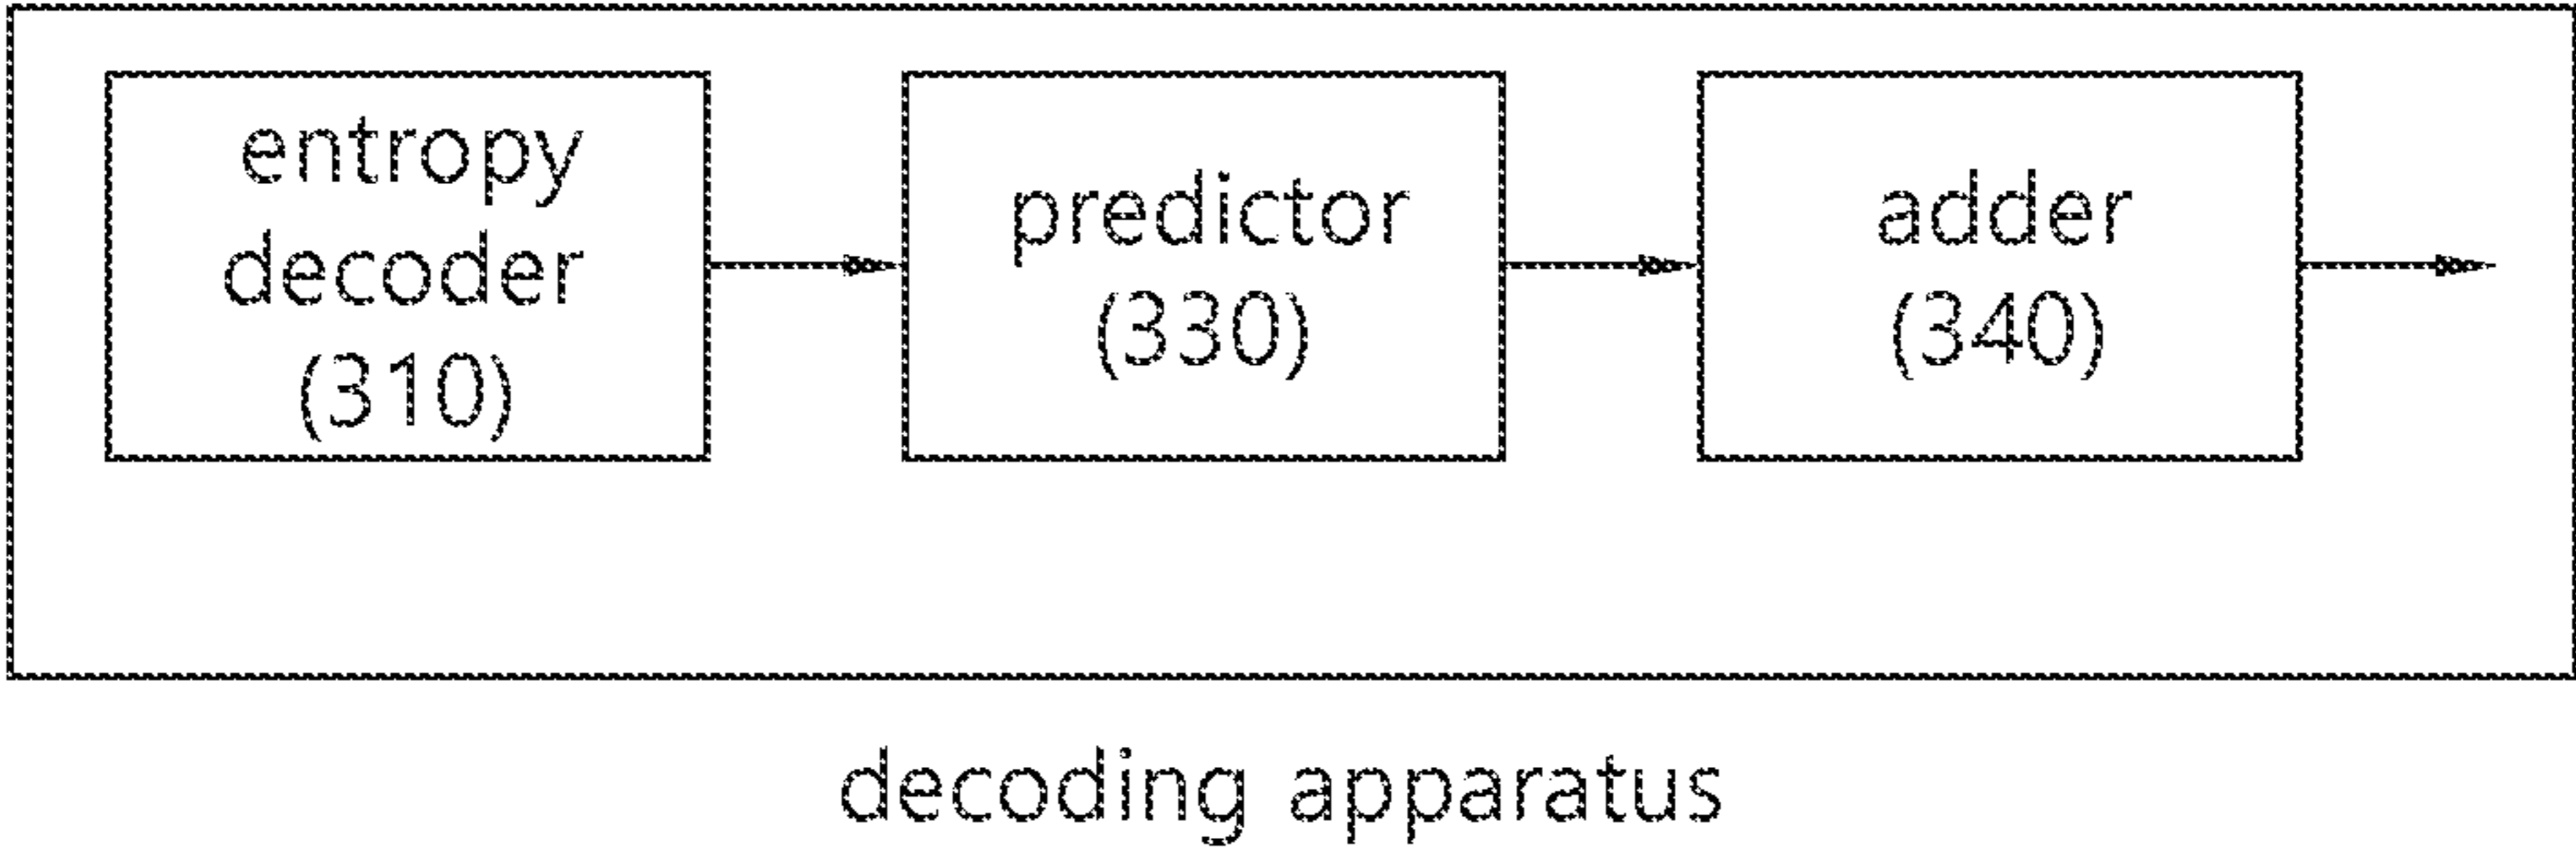 entropy
decoder
(310)
predictor
(330)
adder
(340)
decoding apparatus